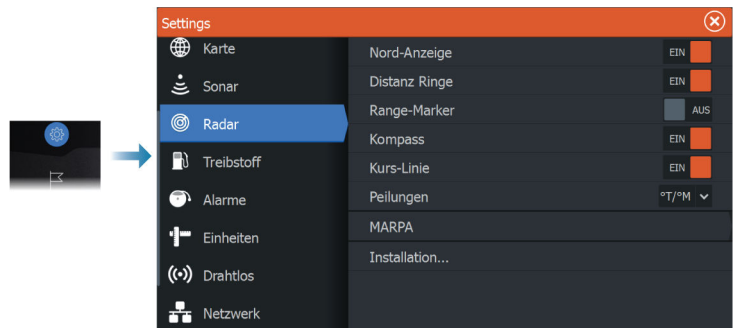 Settings
Karte
Sonar
Radar
Treibstoff
Alarme
Einheiten
Drahtlos
Netzwerk
Nord-Anzeige EIN
Distanz Ringe EIN
Range-Marker AUS
Kompass EIN
Kurs-Linie EIN
Peilungen °T/°M
MARPA
Installation...